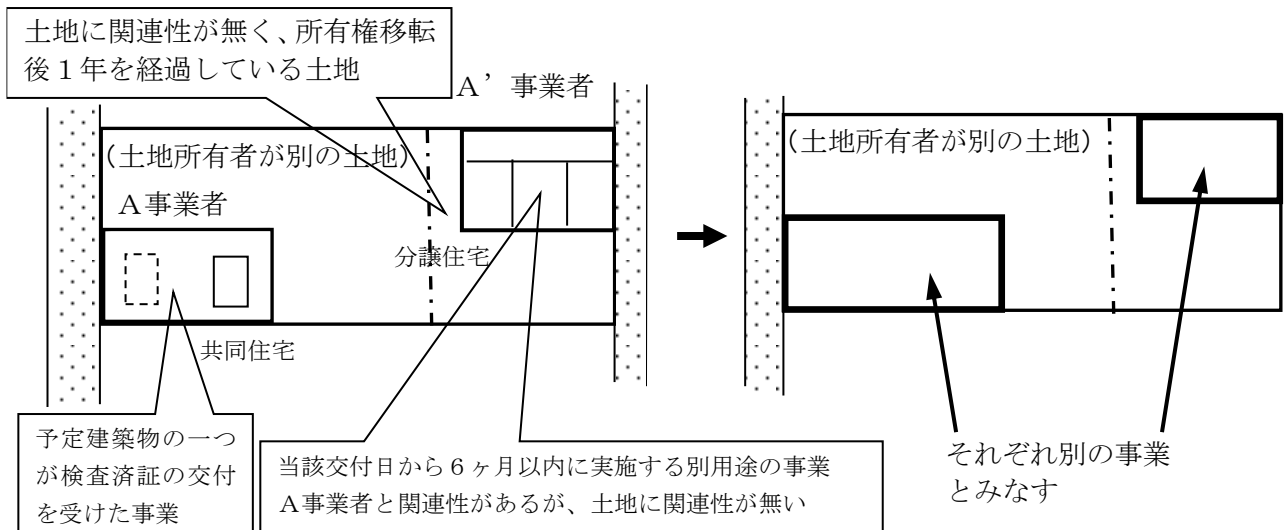 土地に関連性が無く、所有権移転
後１年を経過している土地
Ａ’事業者
（土地所有者が別の土地）
Ａ事業者
分譲住宅
共同住宅
予定建築物の一つ
が検査済証の交付
を受けた事業
当該交付日から６ヶ月以内に実施する別用途の事業
Ａ事業者と関連性があるが、土地に関連性が無い
（土地所有者が別の土地）
それぞれ別の事業
とみなす